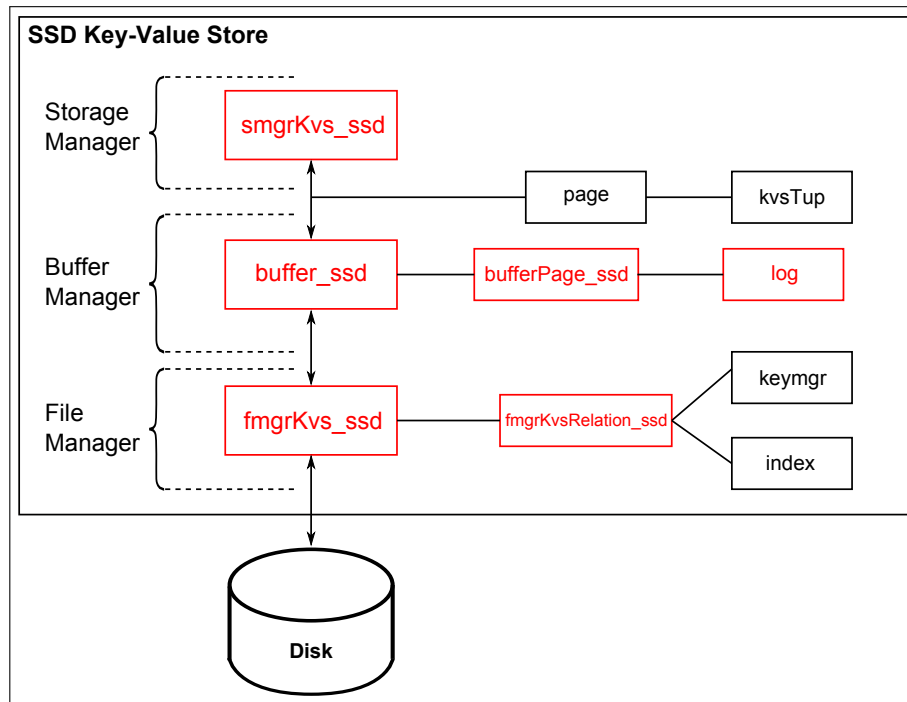 SSD Key-Value Store
Storage
Manager
smgrKvs_ssd
page
kvsTup
Buffer
Manager
buffer_ssd
bufferPage_ssd
log
File
Manager
fmgrKvs_ssd
fmgrKvsRelation_ssd
keymgr
index
Disk